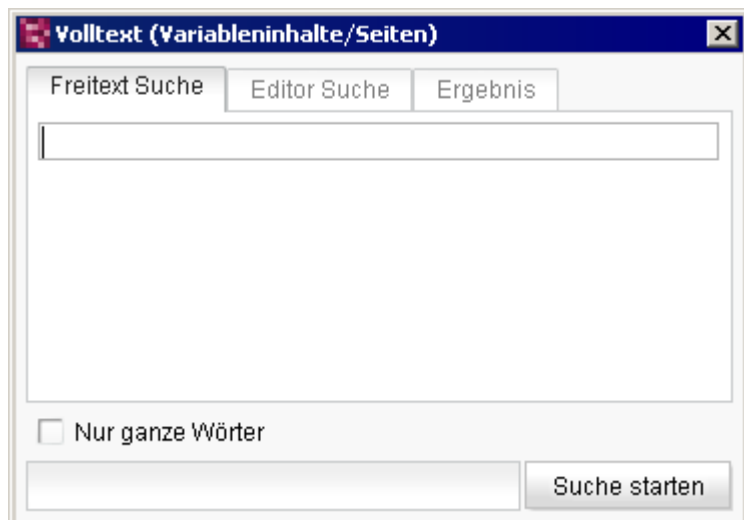 Volltext (Variableninhalte/Seiten)
Freitext Suche
Editor Suche
Ergebnis
Nur ganze Wörter
Suche starten